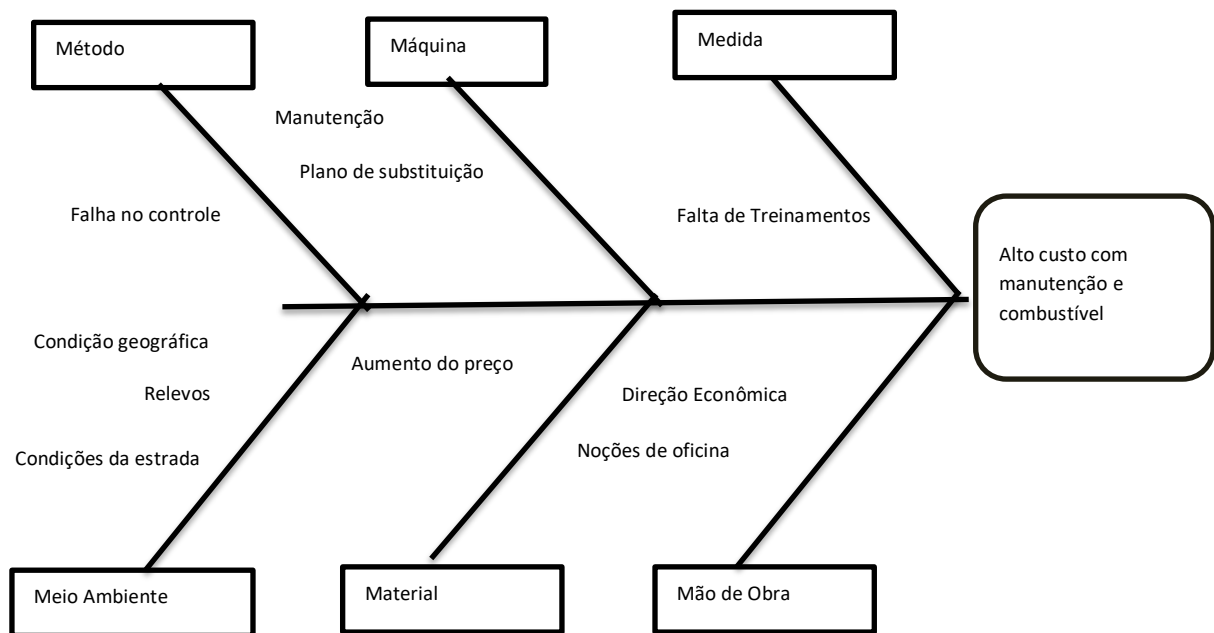 Método
Máquina
Medida
Manutenção
Plano de substituição
Falha no controle
Falta de Treinamentos
Alto custo com
manutenção e
combustível
Condição geográfica
Aumento do preço
Relevos
Direção Econômica
Condições da estrada
Noções de oficina
Meio Ambiente
Material
Mão de Obra